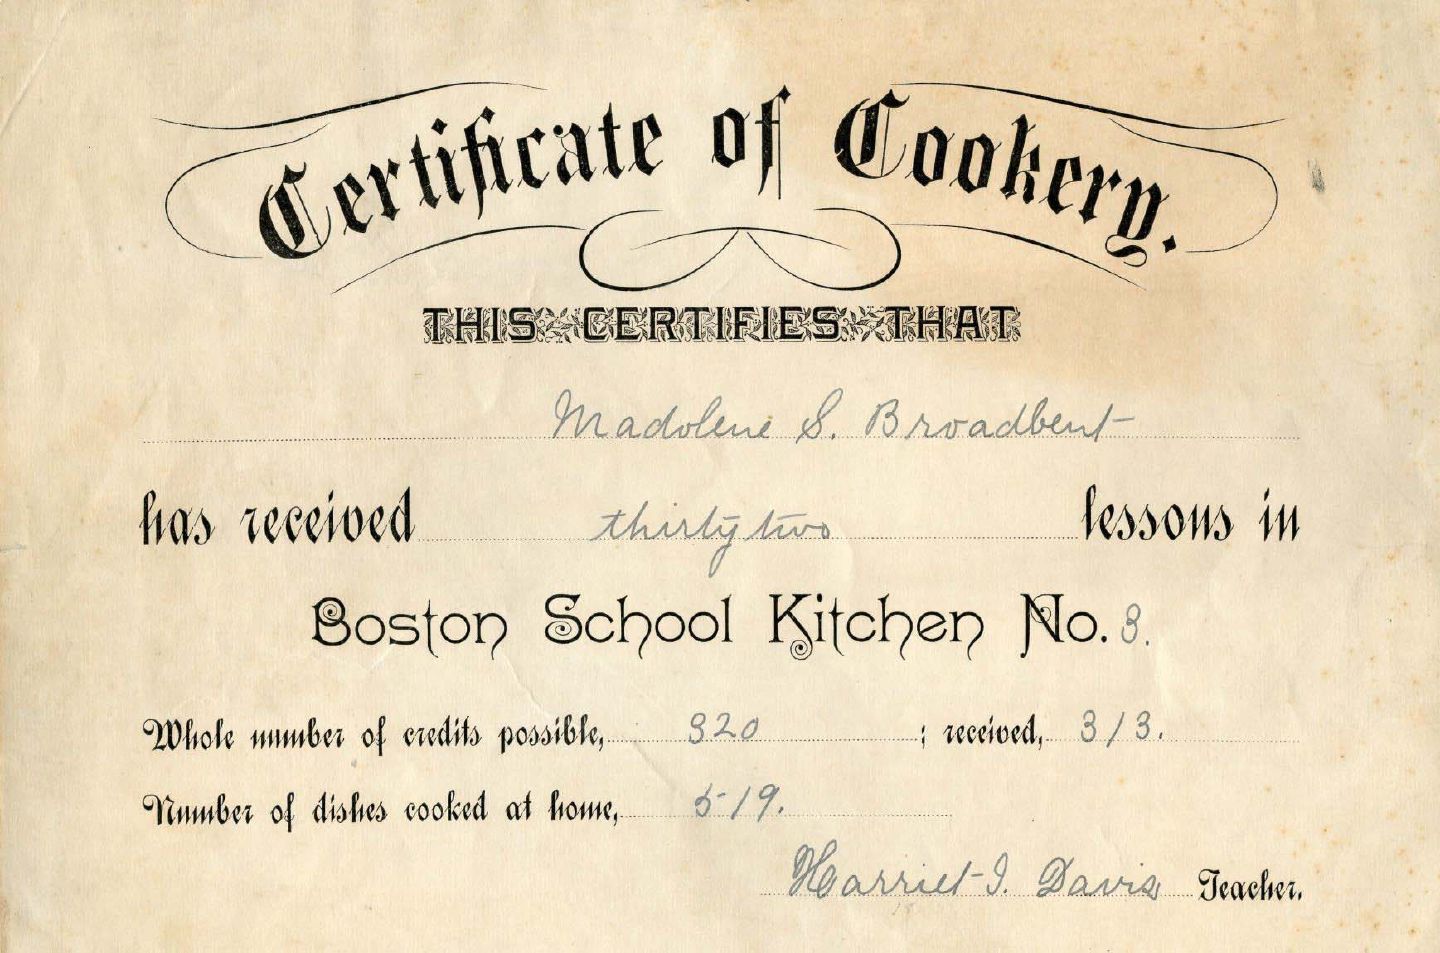 Certificate of Cookery.
THIS CERTIFIES THAT
Madolene S. Broadbent
has received thirty two lessons in
Boston School Kitchen No. 3.
Whole number of credits possible, 320 ; received, 313.
Number of dishes cooked at home, 519.
Harriet I. Davis Teacher.